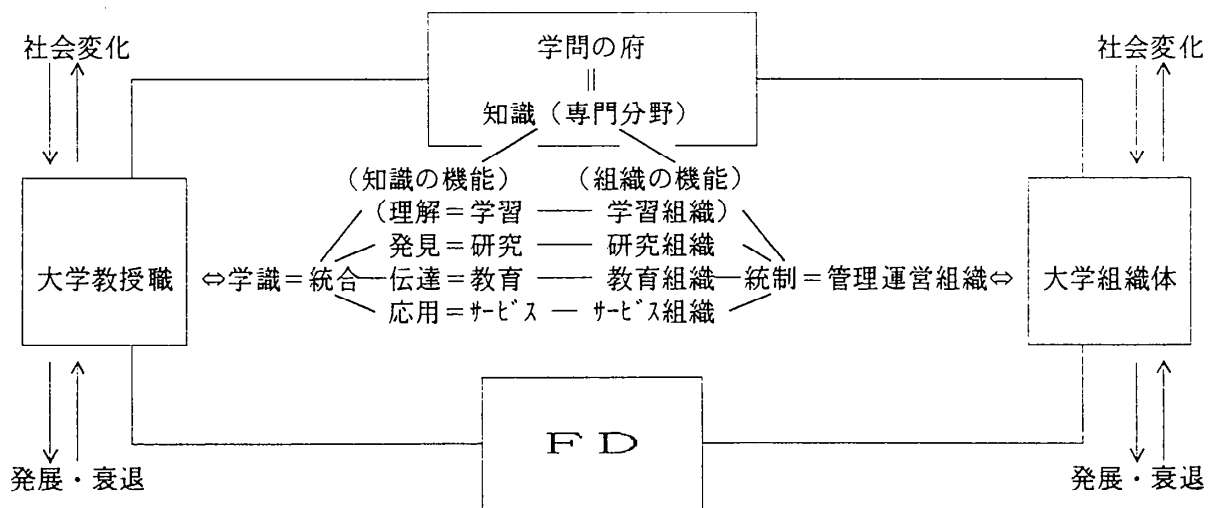 社会変化
学問の府
社会変化
||
知識（専門分野）
（知識の機能） （組織の機能）
（理解＝学習 ― 学習組織）
発見＝研究 ― 研究組織
大学教授職 ⇔学識＝統合―伝達＝教育 ― 教育組織―統制＝管理運営組織⇔ 大学組織体
応用＝ｻｰﾋﾞｽ ― ｻｰﾋﾞｽ組織
ＦＤ
発展・衰退
発展・衰退